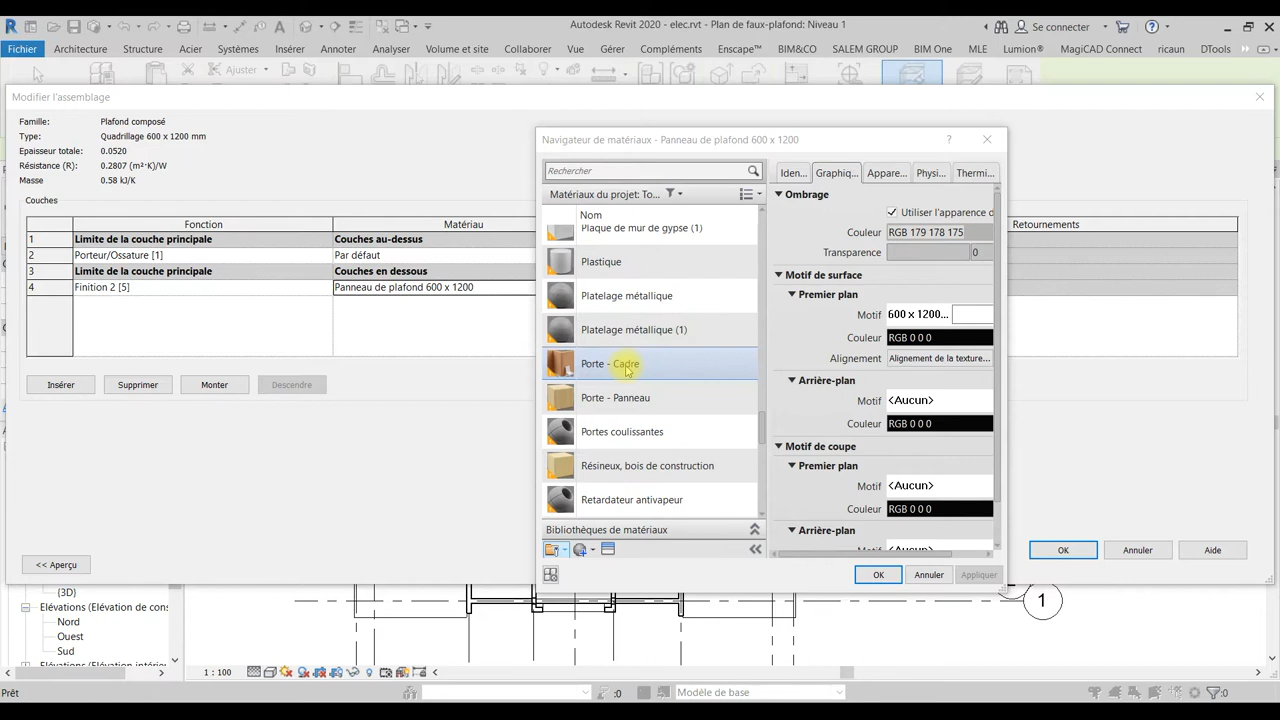 Autodesk Revit 2020 - elec.rvt - Plan de faux-plafond: Niveau 1
Se connecter
Fichier Architecture Structure Acier Systèmes Insérer Annoter Analyser Volume et site Collaborer Vue Gérer Compléments Enscape™ BIM&CO SALEM GROUP BIM One MLE Lumion® MagiCAD Connect ricaun DTools
Ajuster
Modifier l'assemblage
Famille: Plafond composé
Type: Quadrillage 600 x 1200 mm
Epaisseur totale: 0.0520
Résistance (R): 0.2807 (m²·K)/W
Masse 0.58 kJ/K
Couches
Fonction Matériau Retournements
1 Limite de la couche principale Couches au-dessus
2 Porteur/Ossature [1] Par défaut
3 Limite de la couche principale Couches en dessous
4 Finition 2 [5] Panneau de plafond 600 x 1200
Insérer Supprimer Monter Descendre
<< Aperçu
OK Annuler Aide
Navigateur de matériaux - Panneau de plafond 600 x 1200
?
Rechercher
Matériaux du projet: To...
Nom
Plaque de mur de gypse (1)
Plastique
Platelage métallique
Platelage métallique (1)
Porte - Cadre
Porte - Panneau
Portes coulissantes
Résineux, bois de construction
Retardateur antivapeur
Bibliothèques de matériaux
Iden... Graphiq... Appare... Physi... Thermi...
Ombrage
Utiliser l'apparence d
Couleur RGB 179 178 175
Transparence 0
Motif de surface
Premier plan
Motif 600 x 1200...
Couleur RGB 0 0 0
Alignement Alignement de la texture...
Arrière-plan
Motif <Aucun>
Couleur RGB 0 0 0
Motif de coupe
Premier plan
Motif <Aucun>
Couleur RGB 0 0 0
Arrière-plan
Motif <Aucun>
OK Annuler Appliquer
(3D)
Elévations (Elévation de cons
Nord
Ouest
Sud
Elévations (Elévation intérieu
1
1 : 100
Prêt
:0
Modèle de base
:0